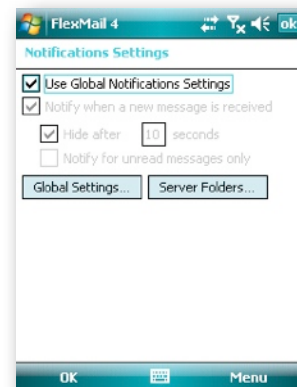 FlexMail 4 ok
Notifications Settings
Use Global Notifications Settings
Notify when a new message is received
Hide after 10 seconds
Notify for unread messages only
Global Settings... Server Folders...
OK Menu